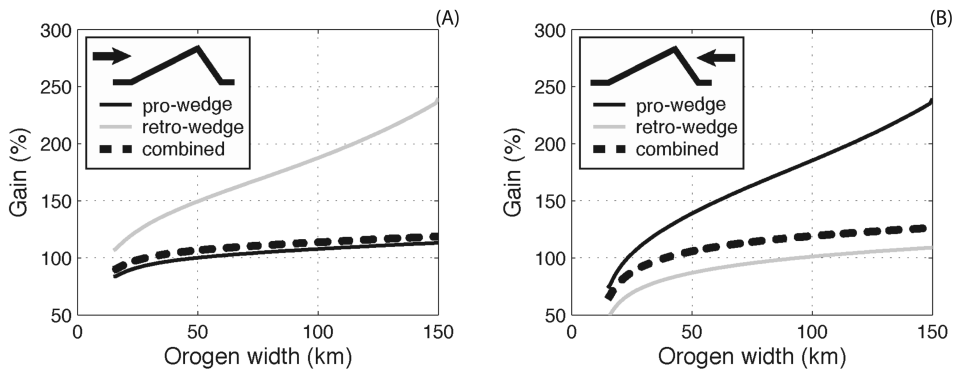 (A)
300
250
200
150
100
50
Gain (%)
pro-wedge
retro-wedge
combined
0
50
100
150
Orogen width (km)
(B)
300
250
200
150
100
50
Gain (%)
pro-wedge
retro-wedge
combined
0
50
100
150
Orogen width (km)